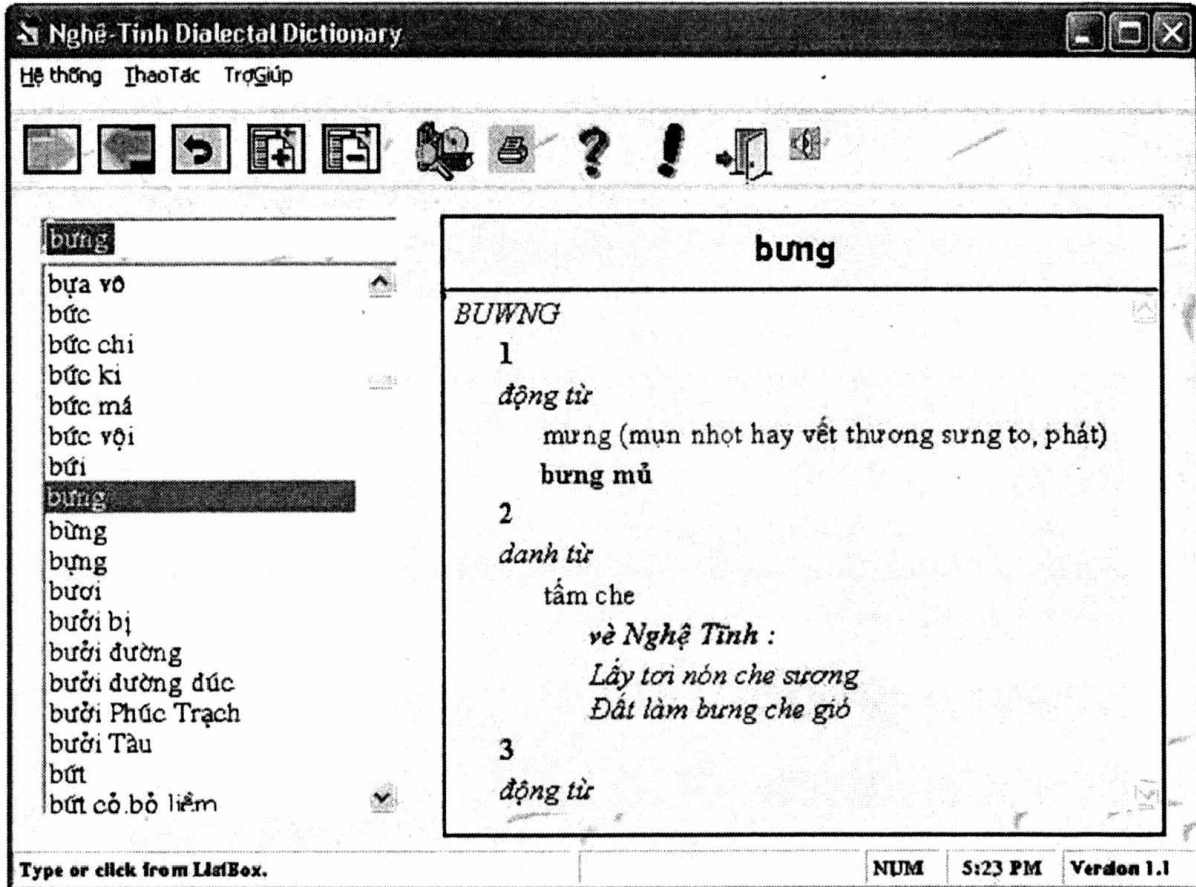 Nghê-Tinh Dialectal Dictionary
Hệ thống ThaoTác TrợGiúp
bưng
bựa vô
bức
bức chi
bức ki
bức má
bức vội
bứi
bưng
bừng
bựng
bươi
bưởi bị
bưởi đường
bưởi đường đúc
bưởi Phúc Trạch
bưởi Tàu
bứt
bứt cỏ bỏ liềm
bưng
BUWNG
1
động từ
mưng (mụn nhọt hay vết thương sưng to, phát)
bưng mủ
2
danh từ
tấm che
vè Nghệ Tĩnh :
Lấy tơi nón che sương
Đất làm bưng che gió
3
động từ
Type or click from ListBox.
NUM 5:23 PM Version 1.1